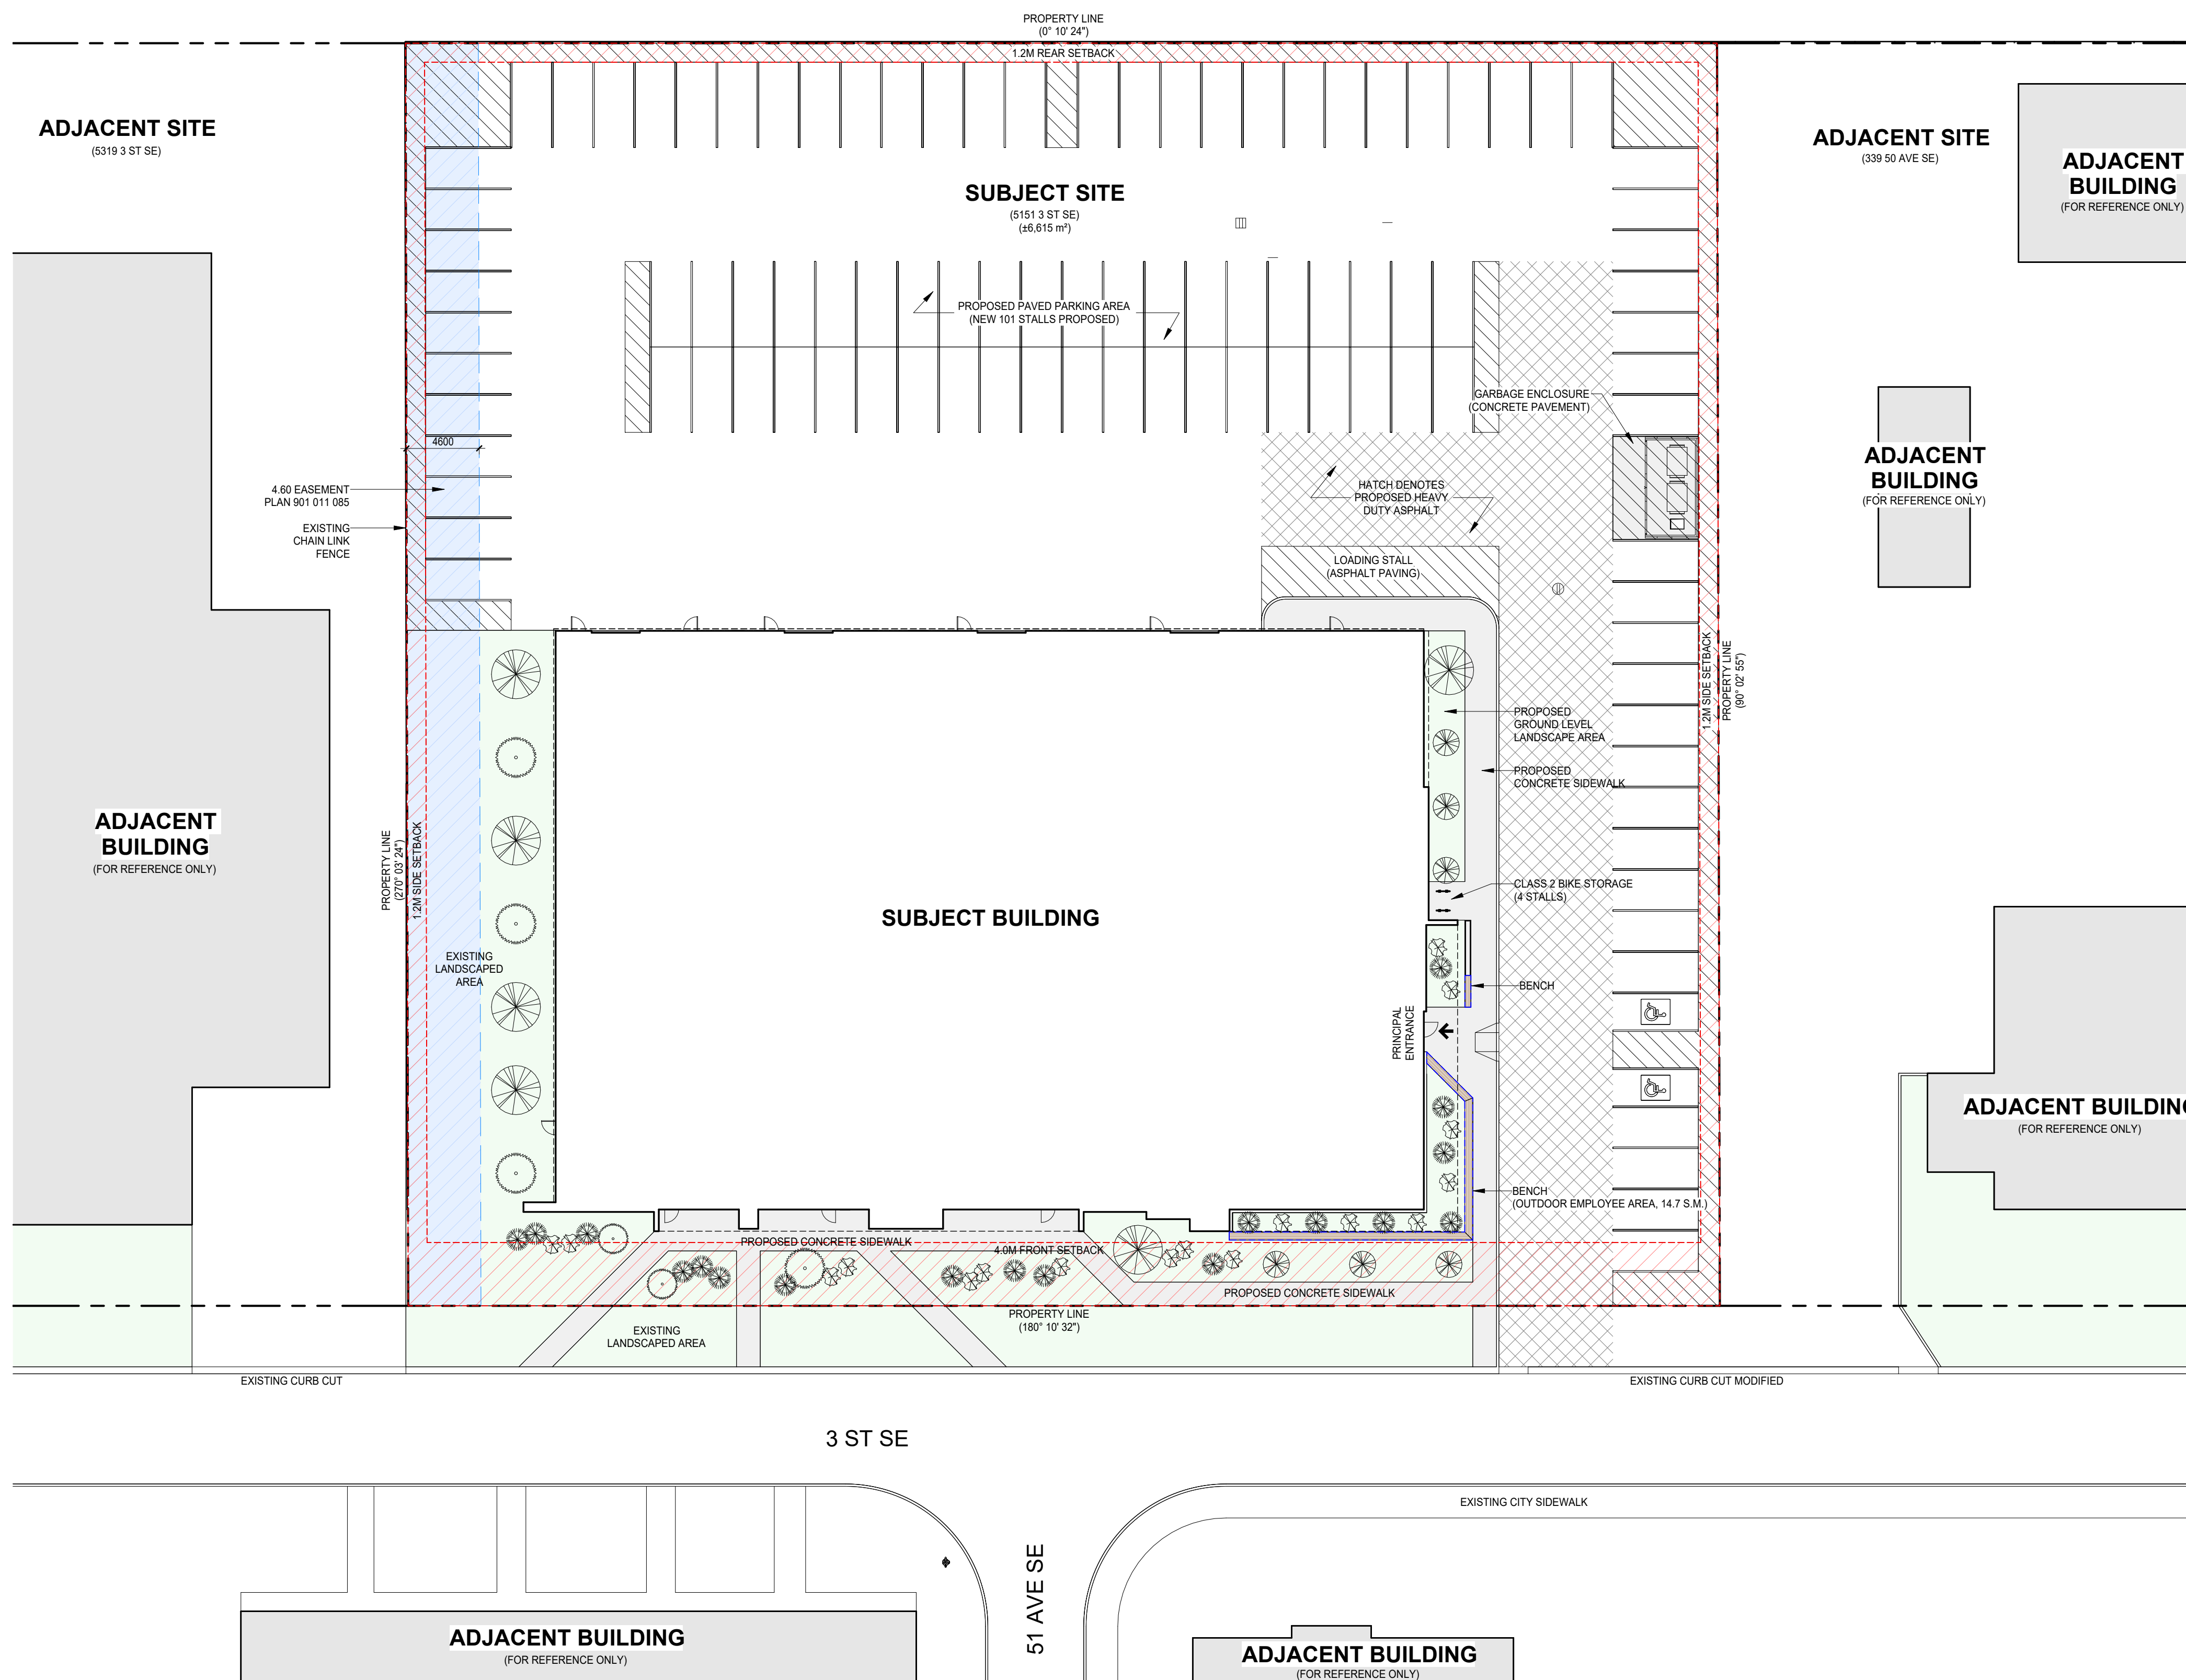 PROPERTY LINE
(0° 10' 24")
1.2M REAR SETBACK
ADJACENT SITE
(5319 3 ST SE)
SUBJECT SITE
(5151 3 ST SE)
(±6,615 m²)
ADJACENT SITE
(339 50 AVE SE)
ADJACENT
BUILDING
(FOR REFERENCE ONLY)
PROPOSED PAVED PARKING AREA
(NEW 101 STALLS PROPOSED)
GARBAGE ENCLOSURE
(CONCRETE PAVEMENT)
4600
4.60 EASEMENT
PLAN 901 011 085
EXISTING
CHAIN LINK
FENCE
HATCH DENOTES
PROPOSED HEAVY
DUTY ASPHALT
ADJACENT
BUILDING
(FOR REFERENCE ONLY)
LOADING STALL
(ASPHALT PAVING)
1.2M SIDE SETBACK
PROPERTY LINE
(90° 02' 55")
PROPOSED
GROUND LEVEL
LANDSCAPE AREA
PROPOSED
CONCRETE SIDEWALK
ADJACENT
BUILDING
(FOR REFERENCE ONLY)
PROPERTY LINE
(270° 03' 24")
1.2M SIDE SETBACK
CLASS 2 BIKE STORAGE
(4 STALLS)
SUBJECT BUILDING
EXISTING
LANDSCAPED
AREA
BENCH
PRINCIPAL
ENTRANCE
ADJACENT BUILDING
(FOR REFERENCE ONLY)
BENCH
(OUTDOOR EMPLOYEE AREA, 14.7 S.M.)
PROPOSED CONCRETE SIDEWALK
4.0M FRONT SETBACK
PROPOSED CONCRETE SIDEWALK
PROPERTY LINE
(180° 10' 32")
EXISTING
LANDSCAPED AREA
EXISTING CURB CUT
EXISTING CURB CUT MODIFIED
3 ST SE
EXISTING CITY SIDEWALK
51 AVE SE
ADJACENT BUILDING
(FOR REFERENCE ONLY)
ADJACENT BUILDING
(FOR REFERENCE ONLY)